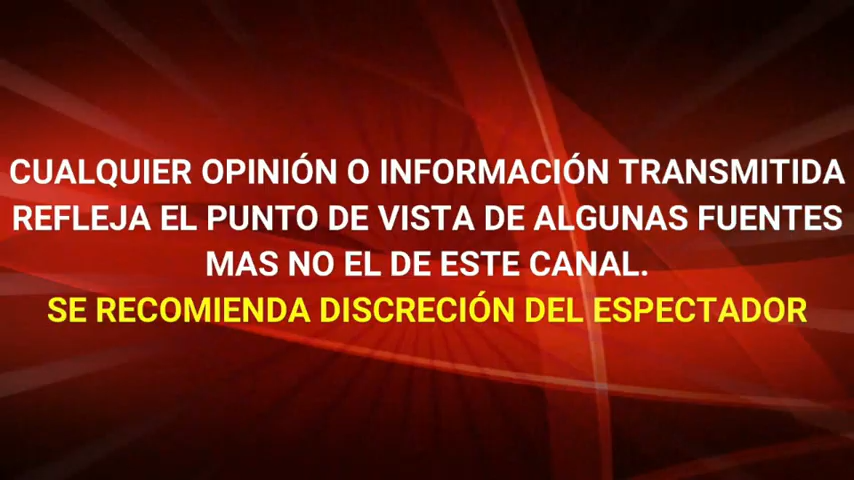 CUALQUIER OPINIÓN O INFORMACIÓN TRANSMITIDA
REFLEJA EL PUNTO DE VISTA DE ALGUNAS FUENTES
MAS NO EL DE ESTE CANAL.
SE RECOMIENDA DISCRECIÓN DEL ESPECTADOR